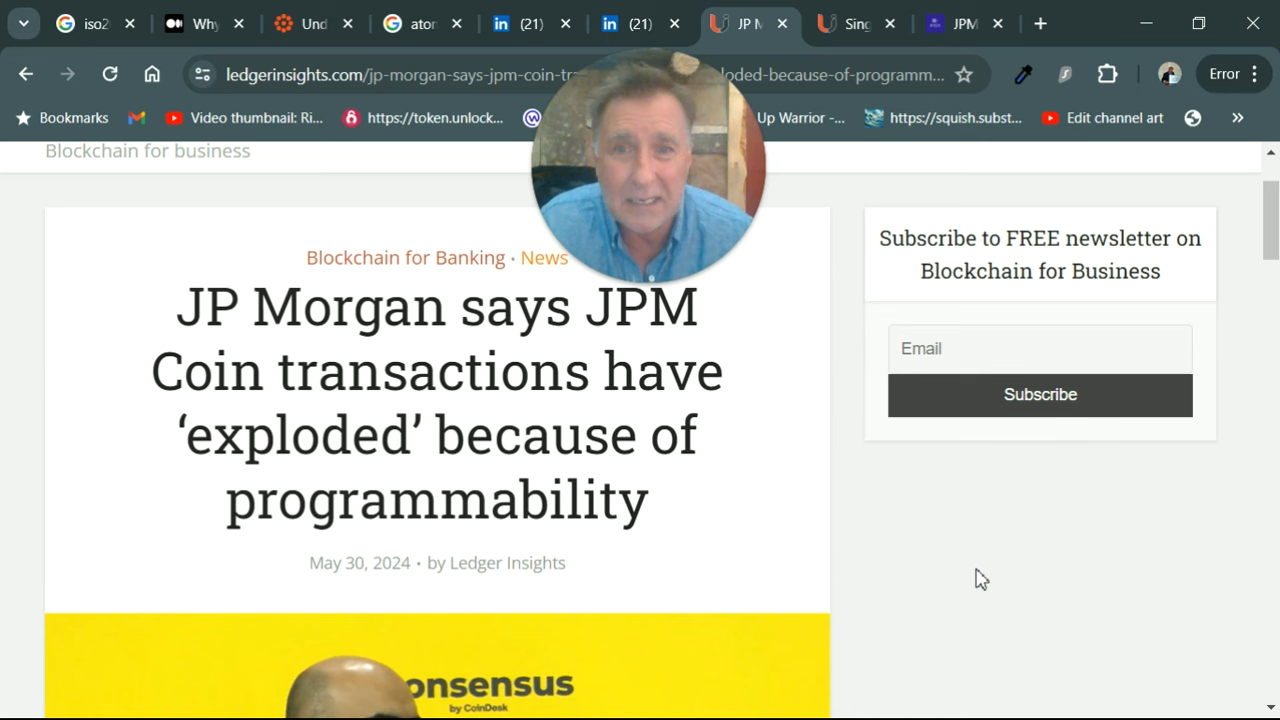 iso2
Why
Und
ator
(21)
(21)
JP M
Sing
JPM
ledgerinsights.com/jp-morgan-says-jpm-coin-tra
loded-because-of-programm...
Error
Bookmarks
Video thumbnail: Ri...
https://token.unlock...
Up Warrior -...
https://squish.subst...
Edit channel art
Blockchain for business
Blockchain for Banking • News
JP Morgan says JPM
Coin transactions have
‘exploded’ because of
programmability
May 30, 2024 • by Ledger Insights
Subscribe to FREE newsletter on
Blockchain for Business
Email
Subscribe
onsensus
by CoinDesk